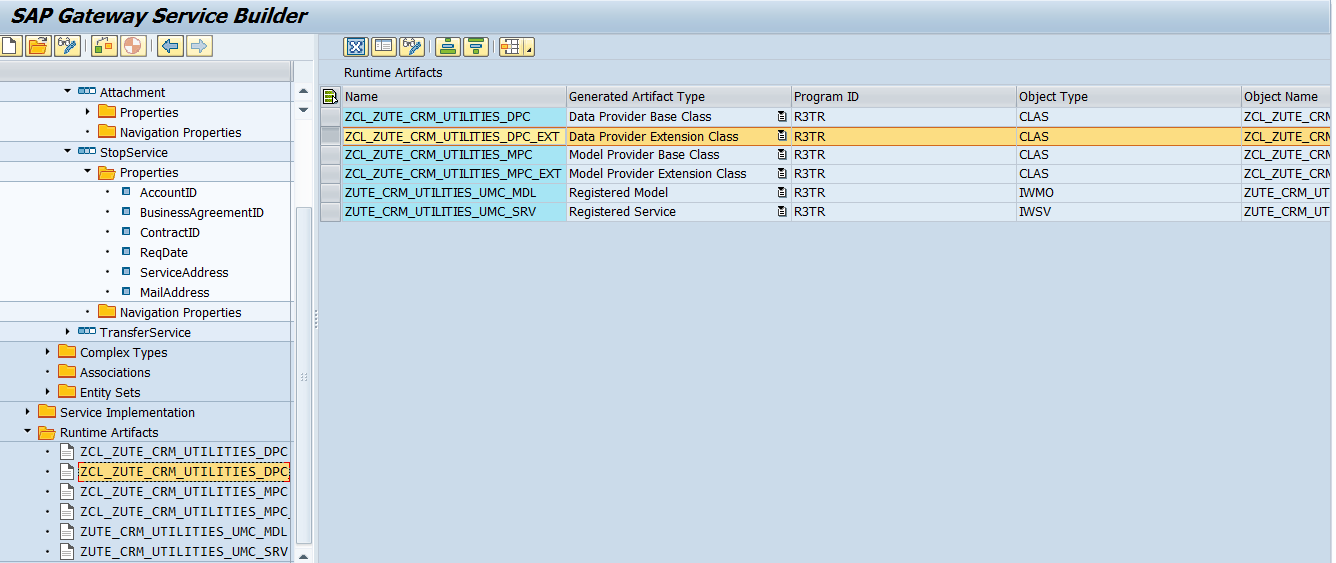 SAP Gateway Service Builder
Attachment
Properties
Navigation Properties
StopService
Properties
AccountID
BusinessAgreementID
ContractID
ReqDate
ServiceAddress
MailAddress
Navigation Properties
TransferService
Complex Types
Associations
Entity Sets
Service Implementation
Runtime Artifacts
ZCL_ZUTE_CRM_UTILITIES_DPC
ZCL_ZUTE_CRM_UTILITIES_DPC
ZCL_ZUTE_CRM_UTILITIES_MPC
ZCL_ZUTE_CRM_UTILITIES_MPC_
ZUTE_CRM_UTILITIES_UMC_MDL
ZUTE_CRM_UTILITIES_UMC_SRV
Runtime Artifacts
Name Generated Artifact Type Program ID Object Type Object Name
ZCL_ZUTE_CRM_UTILITIES_DPC Data Provider Base Class R3TR CLAS ZCL_ZUTE_CRM
ZCL_ZUTE_CRM_UTILITIES_DPC_EXT Data Provider Extension Class R3TR CLAS ZCL_ZUTE_CRM
ZCL_ZUTE_CRM_UTILITIES_MPC Model Provider Base Class R3TR CLAS ZCL_ZUTE_CRM
ZCL_ZUTE_CRM_UTILITIES_MPC_EXT Model Provider Extension Class R3TR CLAS ZCL_ZUTE_CRM
ZUTE_CRM_UTILITIES_UMC_MDL Registered Model R3TR IWMO ZUTE_CRM_UT
ZUTE_CRM_UTILITIES_UMC_SRV Registered Service R3TR IWSV ZUTE_CRM_UT